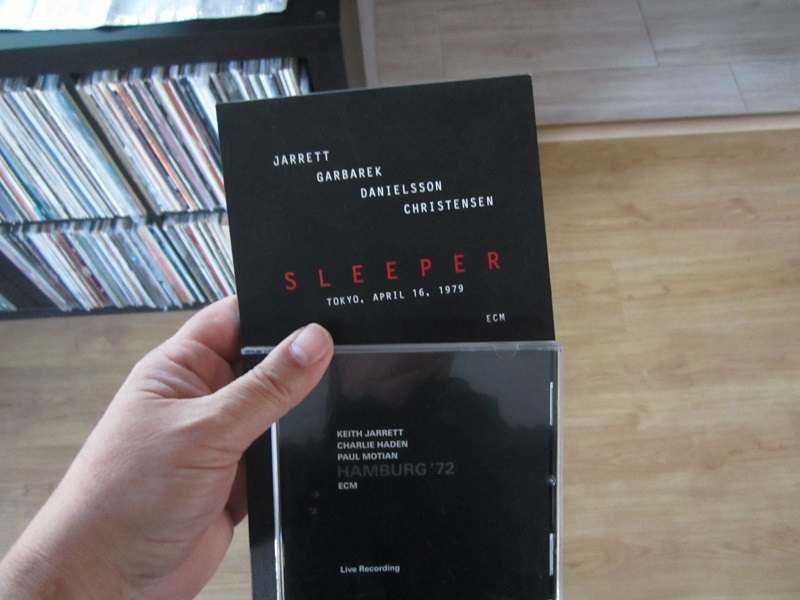 JARRETT
GARBAREK
DANIELSSON
CHRISTENSEN
SLEEPER
TOKYO, APRIL 16, 1979
ECM
KEITH JARRETT
CHARLIE HADEN
PAUL MOTIAN
HAMBURG '72
ECM
Live Recording